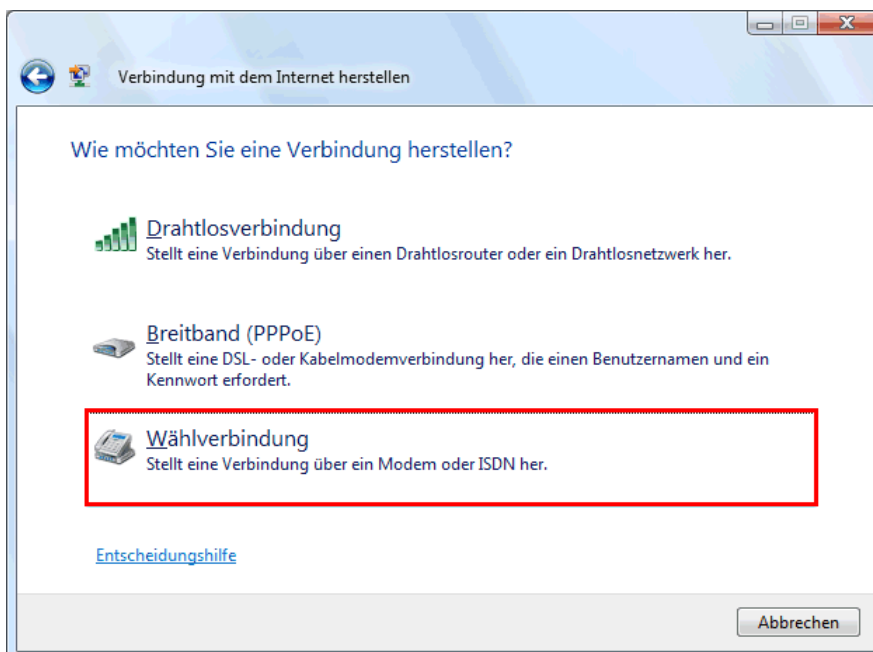 Verbindung mit dem Internet herstellen
Wie möchten Sie eine Verbindung herstellen?
Drahtlosverbindung
Stellt eine Verbindung über einen Drahtlosrouter oder ein Drahtlosnetzwerk her.
Breitband (PPPoE)
Stellt eine DSL- oder Kabelmodemverbindung her, die einen Benutzernamen und ein
Kennwort erfordert.
Wählverbindung
Stellt eine Verbindung über ein Modem oder ISDN her.
Entscheidungshilfe
Abbrechen